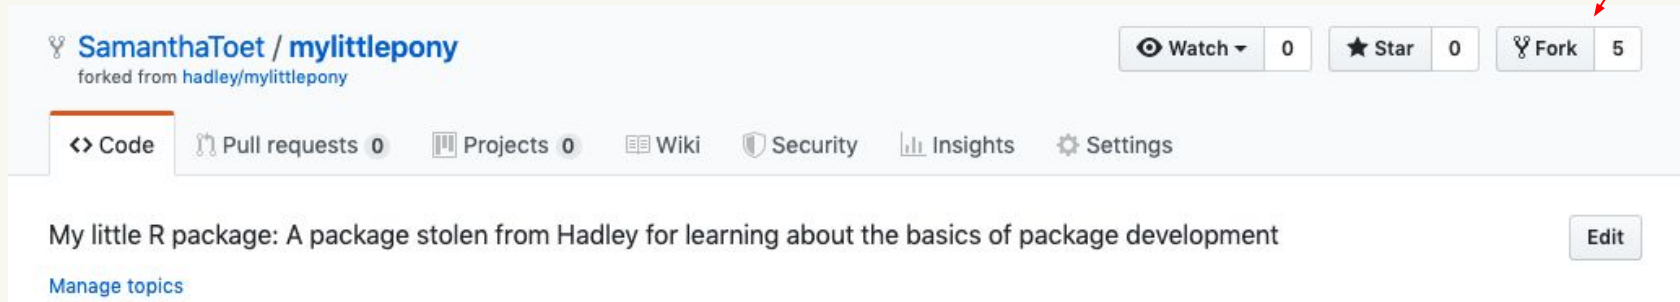 SamanthaToet / mylittlepony
Watch 0 Star 0 Fork 5
forked from hadley/mylittlepony
<> Code Pull requests 0 Projects 0 Wiki Security Insights Settings
My little R package: A package stolen from Hadley for learning about the basics of package development
Edit
Manage topics